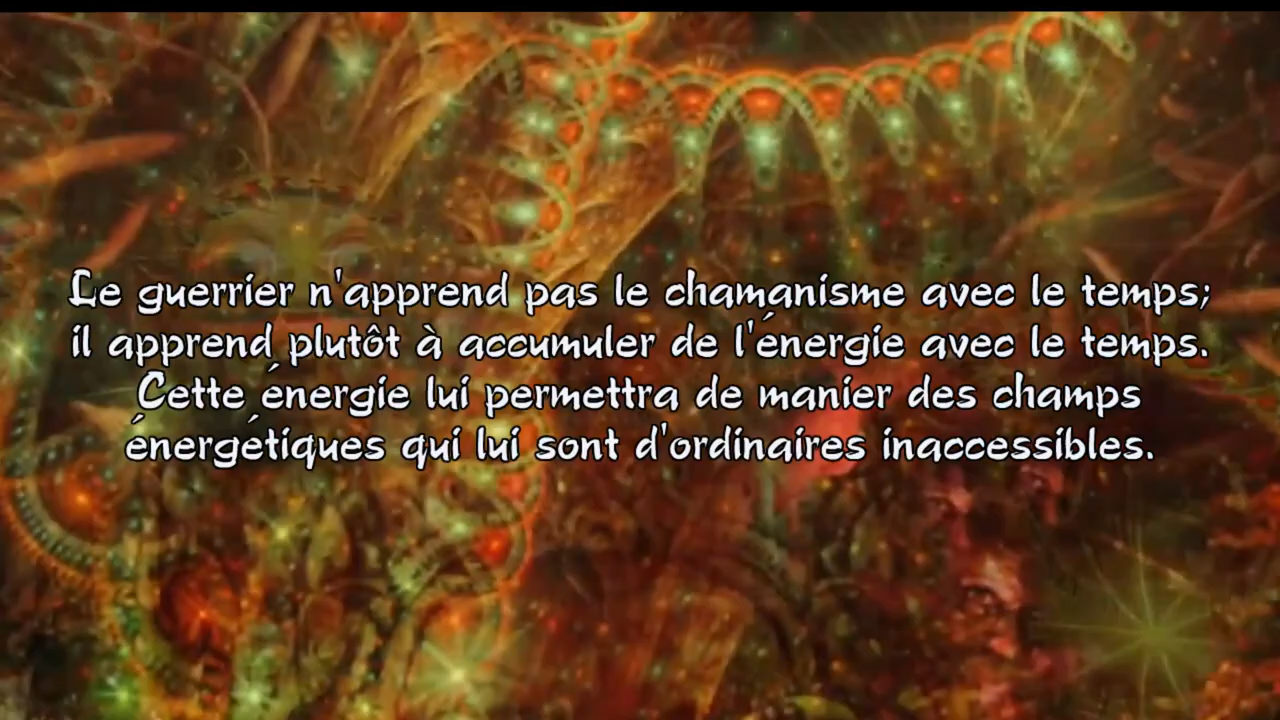 Le guerrier n'apprend pas le chamanisme avec le temps;
il apprend plutôt à accumuler de l'énergie avec le temps.
Cette énergie lui permettra de manier des champs
énergétiques qui lui sont d'ordinaires inaccessibles.